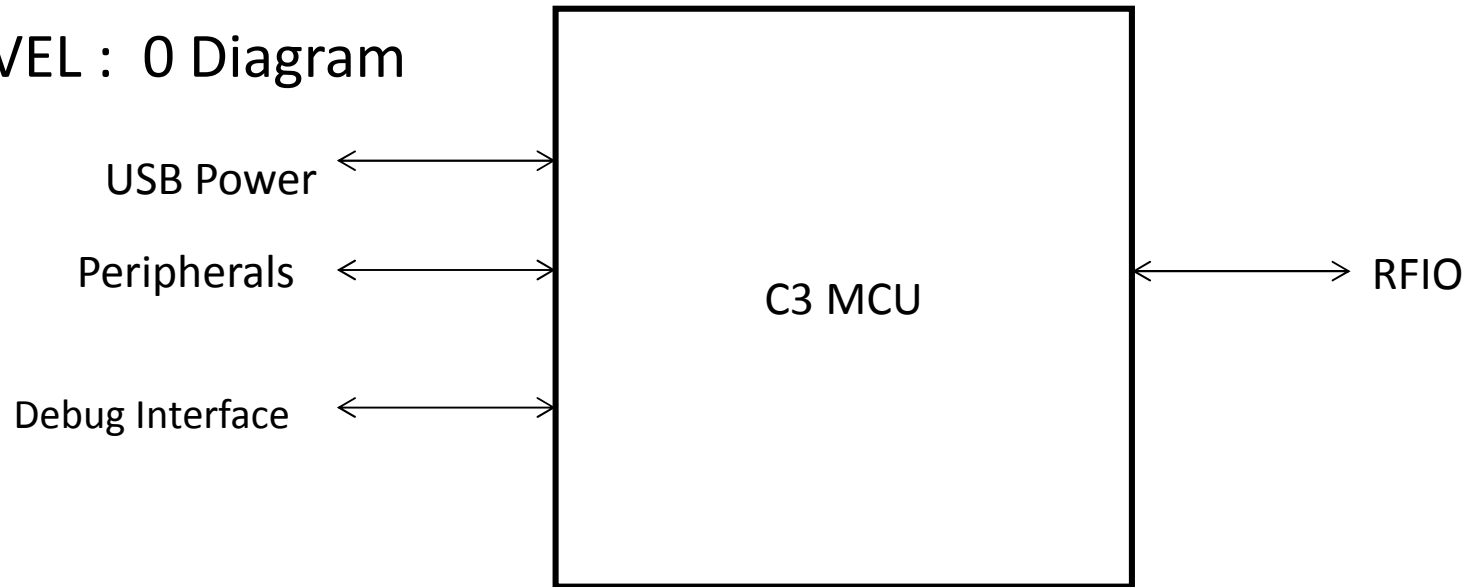 VEL : 0 Diagram
USB Power
Peripherals
C3 MCU
RFIO
Debug Interface